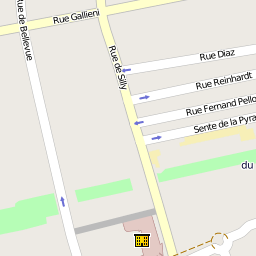 Rue Gallieni
Rue de Bellevue
Rue de Silly
Rue Diaz
Rue Reinhardt
Rue Fernand Pello
Sente de la Pyra
du